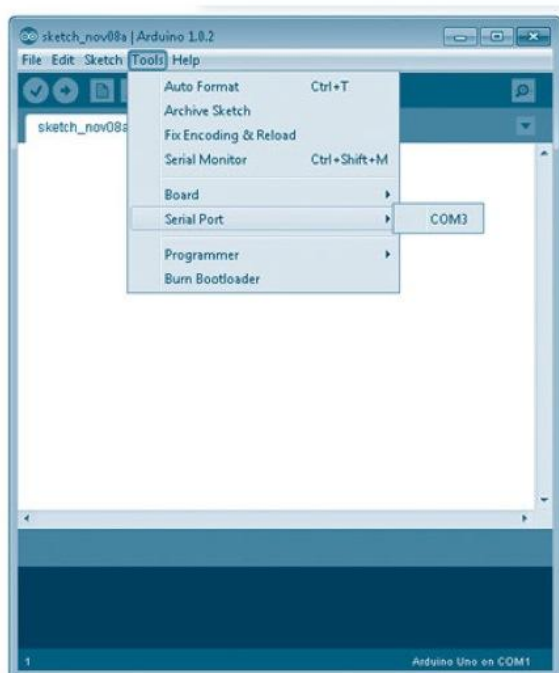 sketch_nov08a | Arduino 1.0.2
File Edit Sketch Tools Help
sketch_nov08a
Auto Format Ctrl+T
Archive Sketch
Fix Encoding & Reload
Serial Monitor Ctrl+Shift+M
Board
Serial Port COM3
Programmer
Burn Bootloader
1 Arduino Uno on COM1